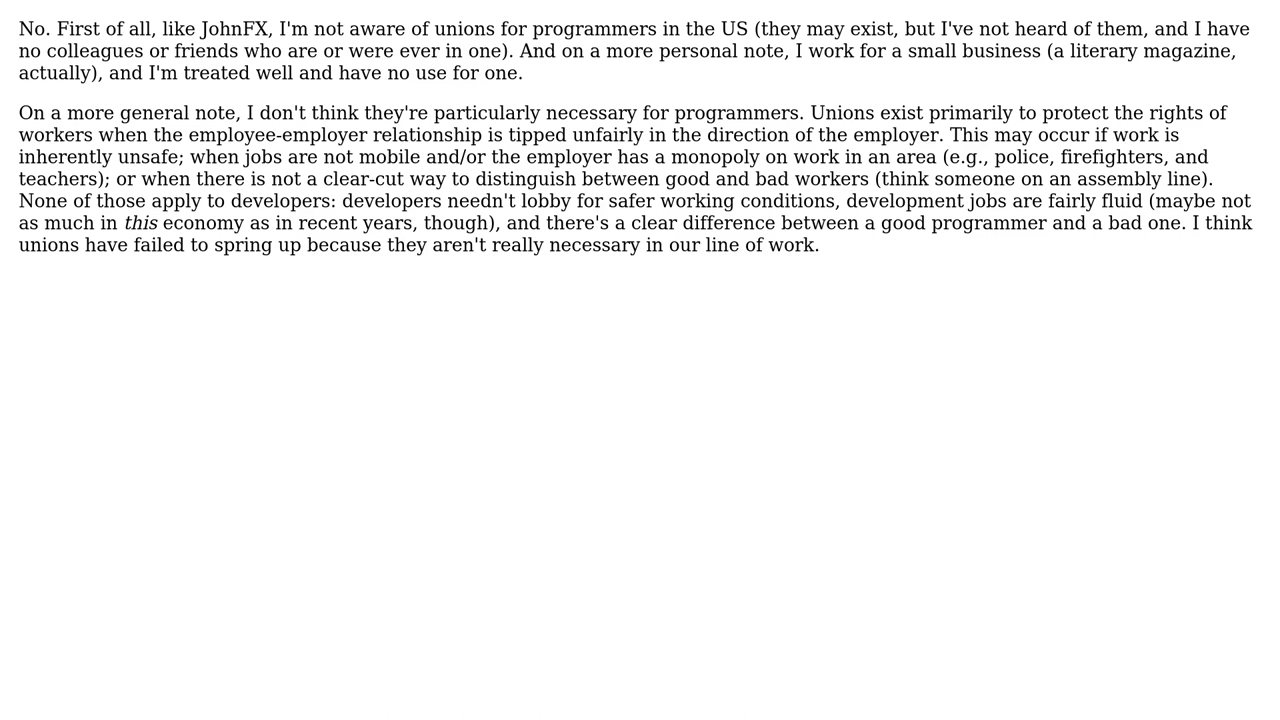 No. First of all, like JohnFX, I'm not aware of unions for programmers in the US (they may exist, but I've not heard of them, and I have
no colleagues or friends who are or were ever in one). And on a more personal note, I work for a small business (a literary magazine,
actually), and I'm treated well and have no use for one.
On a more general note, I don't think they're particularly necessary for programmers. Unions exist primarily to protect the rights of
workers when the employee-employer relationship is tipped unfairly in the direction of the employer. This may occur if work is
inherently unsafe; when jobs are not mobile and/or the employer has a monopoly on work in an area (e.g., police, firefighters, and
teachers); or when there is not a clear-cut way to distinguish between good and bad workers (think someone on an assembly line).
None of those apply to developers: developers needn't lobby for safer working conditions, development jobs are fairly fluid (maybe not
as much in this economy as in recent years, though), and there's a clear difference between a good programmer and a bad one. I think
unions have failed to spring up because they aren't really necessary in our line of work.